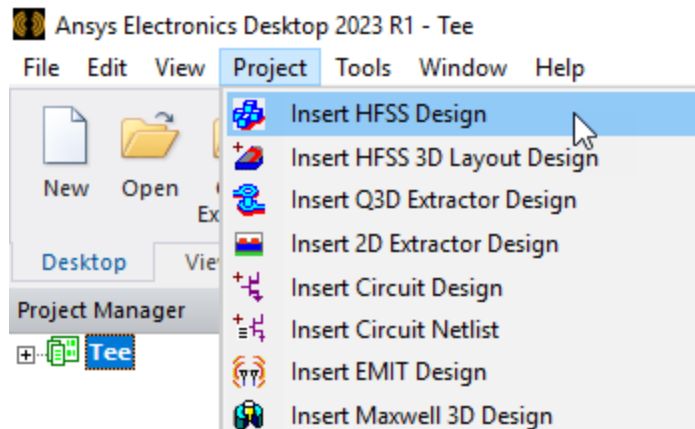 Ansys Electronics Desktop 2023 R1 - Tee
File Edit View Project Tools Window Help
Insert HFSS Design
Insert HFSS 3D Layout Design
New Open
Insert Q3D Extractor Design
Ex
Insert 2D Extractor Design
Desktop Vie
Insert Circuit Design
Project Manager
Insert Circuit Netlist
Tee
Insert EMIT Design
Insert Maxwell 3D Design